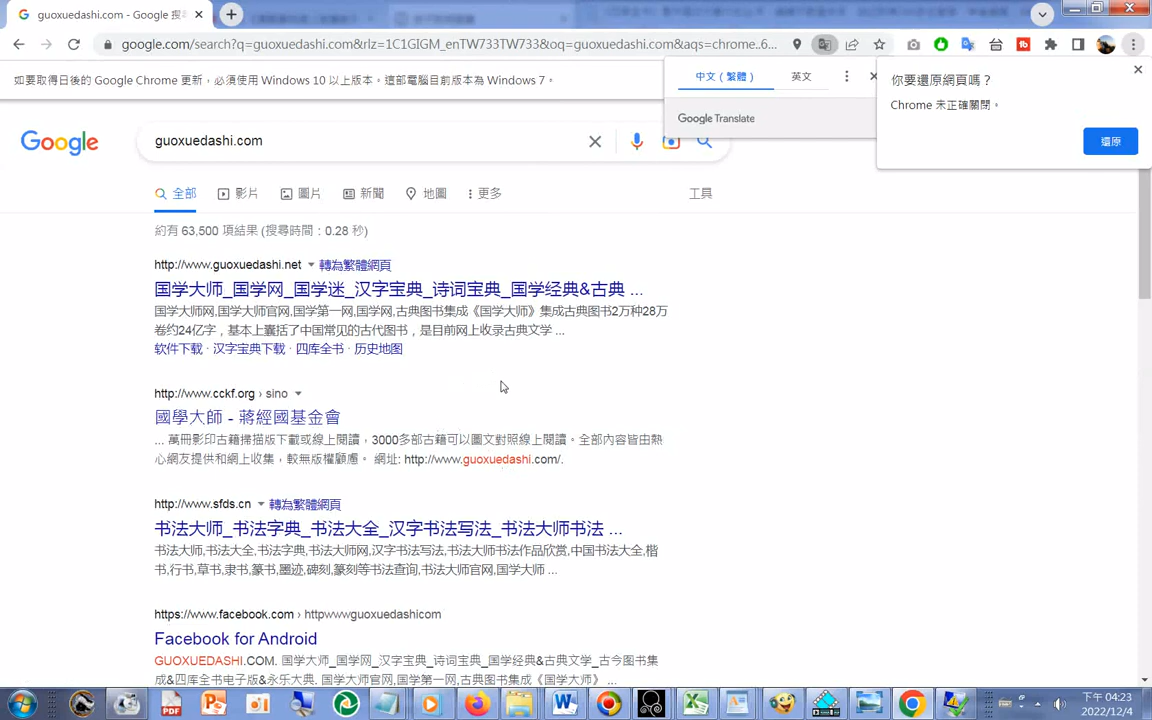 guoxuedashi.com - Google 搜
google.com/search?q=guoxuedashi.com&rlz=1C1GIGM_enTW733TW733&oq=guoxuedashi.com&aqs=chrome..6...
如要取得日後的 Google Chrome 更新，必須使用 Windows 10 以上版本。這部電腦目前版本為 Windows 7。
中文（繁體）
英文
Google Translate
你要還原網頁嗎？
Chrome 未正確關閉。
還原
Google
guoxuedashi.com
全部
影片
圖片
新聞
地圖
更多
工具
約有 63,500 項結果 (搜尋時間：0.28 秒)
http://www.guoxuedashi.net 轉為繁體網頁
国学大师_国学网_国学迷_汉字宝典_诗词宝典_国学经典&古典 ...
国学大师网,国学大师官网,国学第一网,国学网,古典图书集成《国学大师》集成古典图书2万种28万
卷约24亿字，基本上囊括了中国常见的古代图书，是目前网上收录古典文学 ...
软件下载 · 汉字宝典下载 · 四库全书 · 历史地图
http://www.cckf.org › sino
國學大師 - 蔣經國基金會
... 萬冊影印古籍掃描版下載或線上閱讀，3000多部古籍可以圖文對照線上閱讀。全部內容皆由熱
心網友提供和網上收集，較無版權顧慮。 網址: http://www.guoxuedashi.com/.
http://www.sfds.cn 轉為繁體網頁
书法大师_书法字典_书法大全_汉字书法写法_书法大师书法 ...
书法大师,书法大全,书法字典,书法大师网,汉字书法写法,书法大师书法作品欣赏,中国书法大全,楷
书,行书,草书,隶书,篆书,墨迹,碑刻,篆刻等书法查询,书法大师官网,国学大师 ...
https://www.facebook.com › httpwwwguoxuedashicom
Facebook for Android
GUOXUEDASHI.COM. 国学大师_国学网_汉字宝典_诗词宝典_国学经典&古典文学_古今图书集
成&四库全书电子版&永乐大典. 国学大师_国学第一网_古典图书集成《国学大师》 ...
下午 04:23
2022/12/4